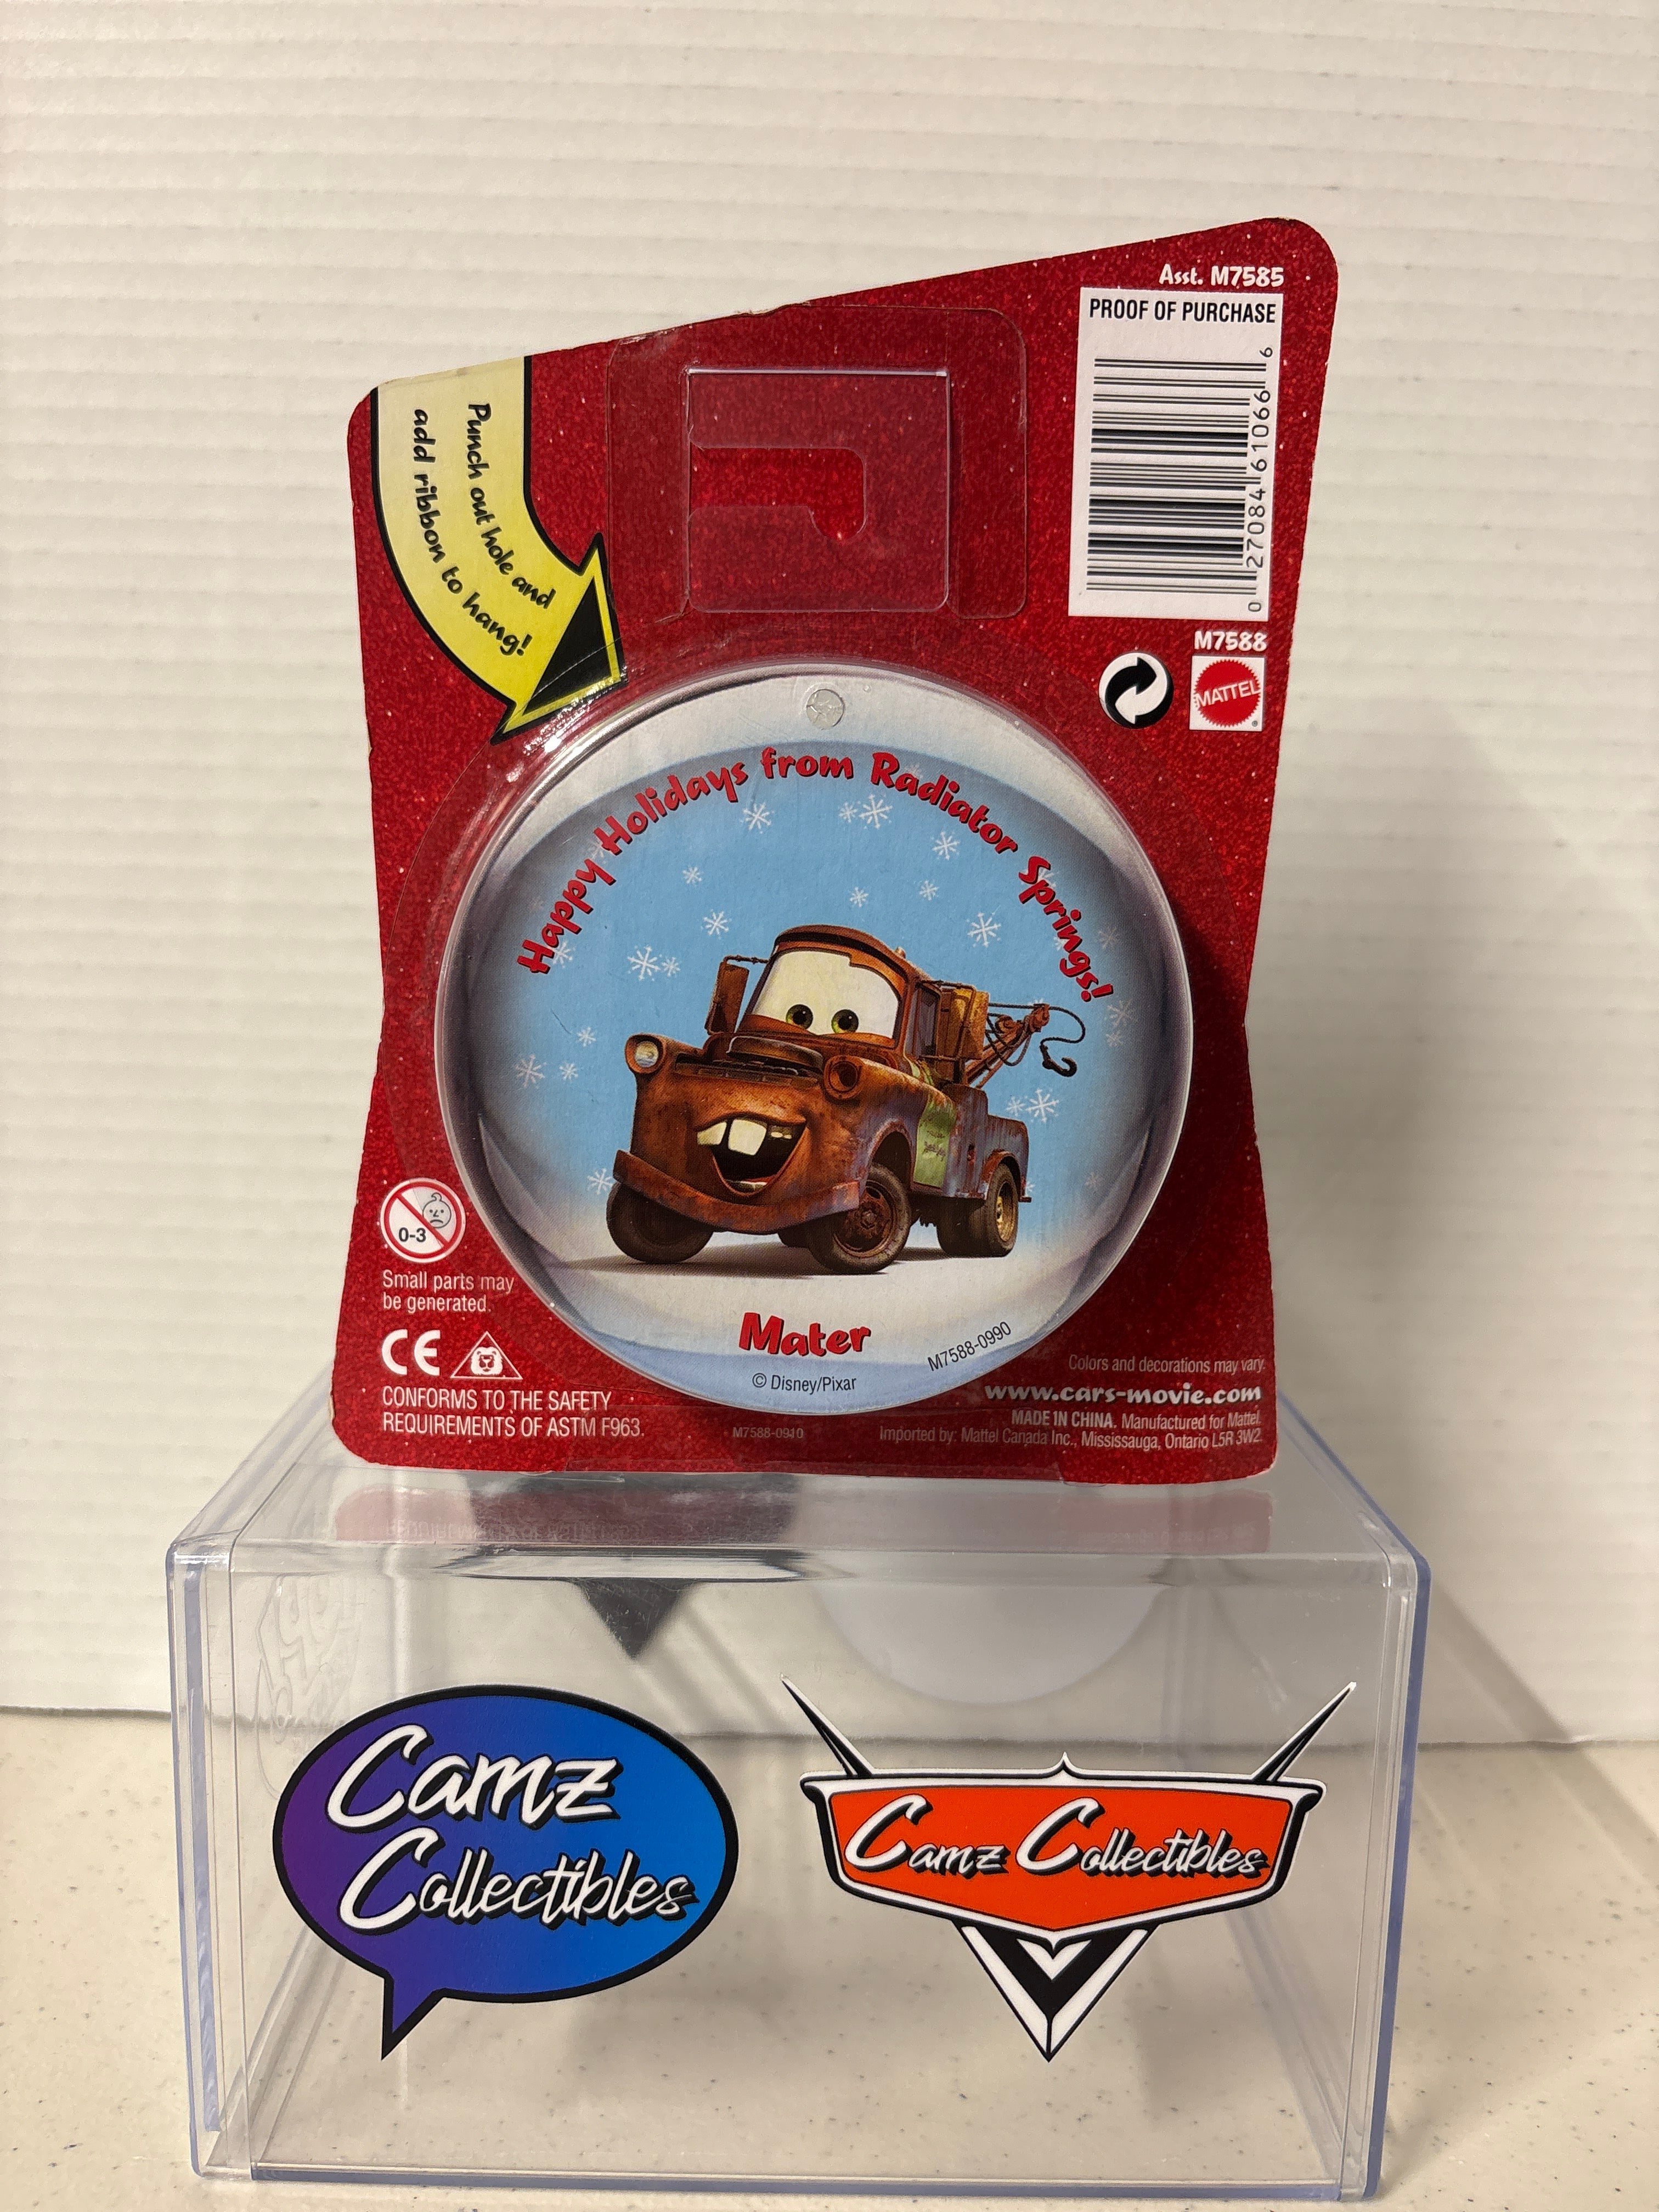 Asst. M7585
PROOF OF PURCHASE
0 27084 61066 6
M7588
MATTEL
Punch out hole and
add ribbon to hang!
Happy Holidays from Radiator Springs!
Mater
© Disney/Pixar
M7588-0990
0-3
Small parts may
be generated.
CE
CONFORMS TO THE SAFETY
REQUIREMENTS OF ASTM F963.
M7588-0910
Colors and decorations may vary.
www.cars-movie.com
MADE IN CHINA. Manufactured for Mattel.
Imported by: Mattel Canada Inc., Mississauga, Ontario L5R 3W2.
Camz
Collectibles
Camz Collectibles